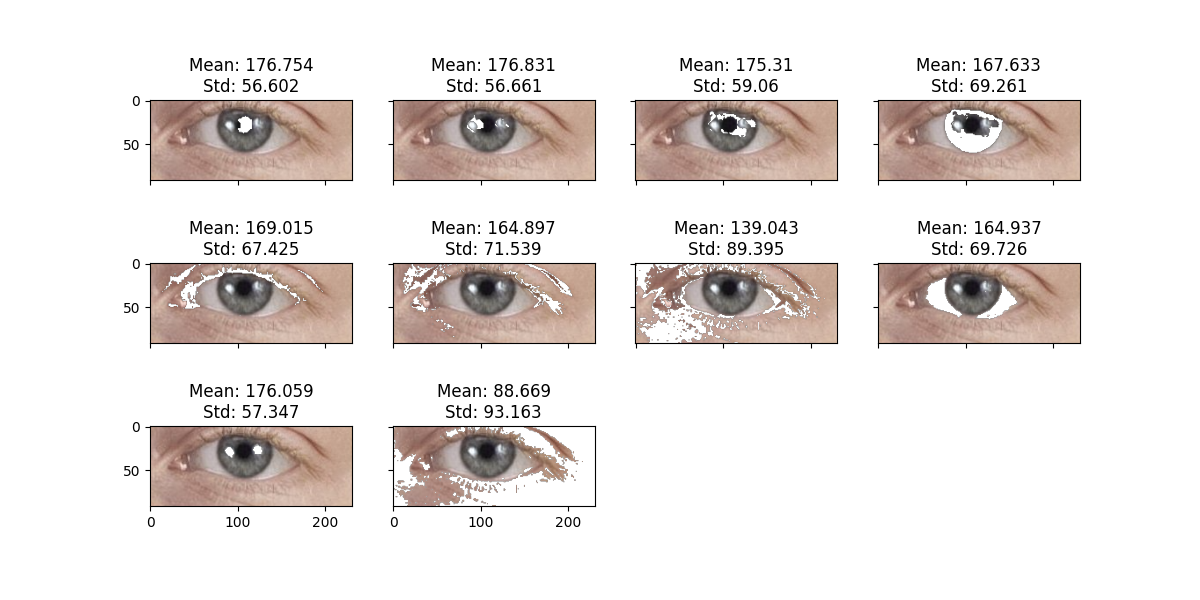 Mean: 176.754
Std: 56.602
Mean: 176.831
Std: 56.661
Mean: 175.31
Std: 59.06
Mean: 167.633
Std: 69.261
0
50
Mean: 169.015
Std: 67.425
Mean: 164.897
Std: 71.539
Mean: 139.043
Std: 89.395
Mean: 164.937
Std: 69.726
0
50
Mean: 176.059
Std: 57.347
Mean: 88.669
Std: 93.163
0
50
0 100 200 0 100 200